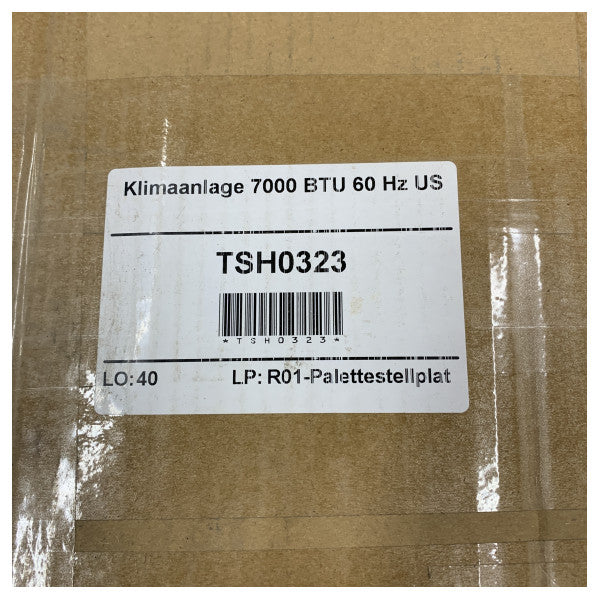 Klimaanlage 7000 BTU 60 Hz US
TSH0323
*TSH0323*
LO:40 LP: R01-Palettestellplat